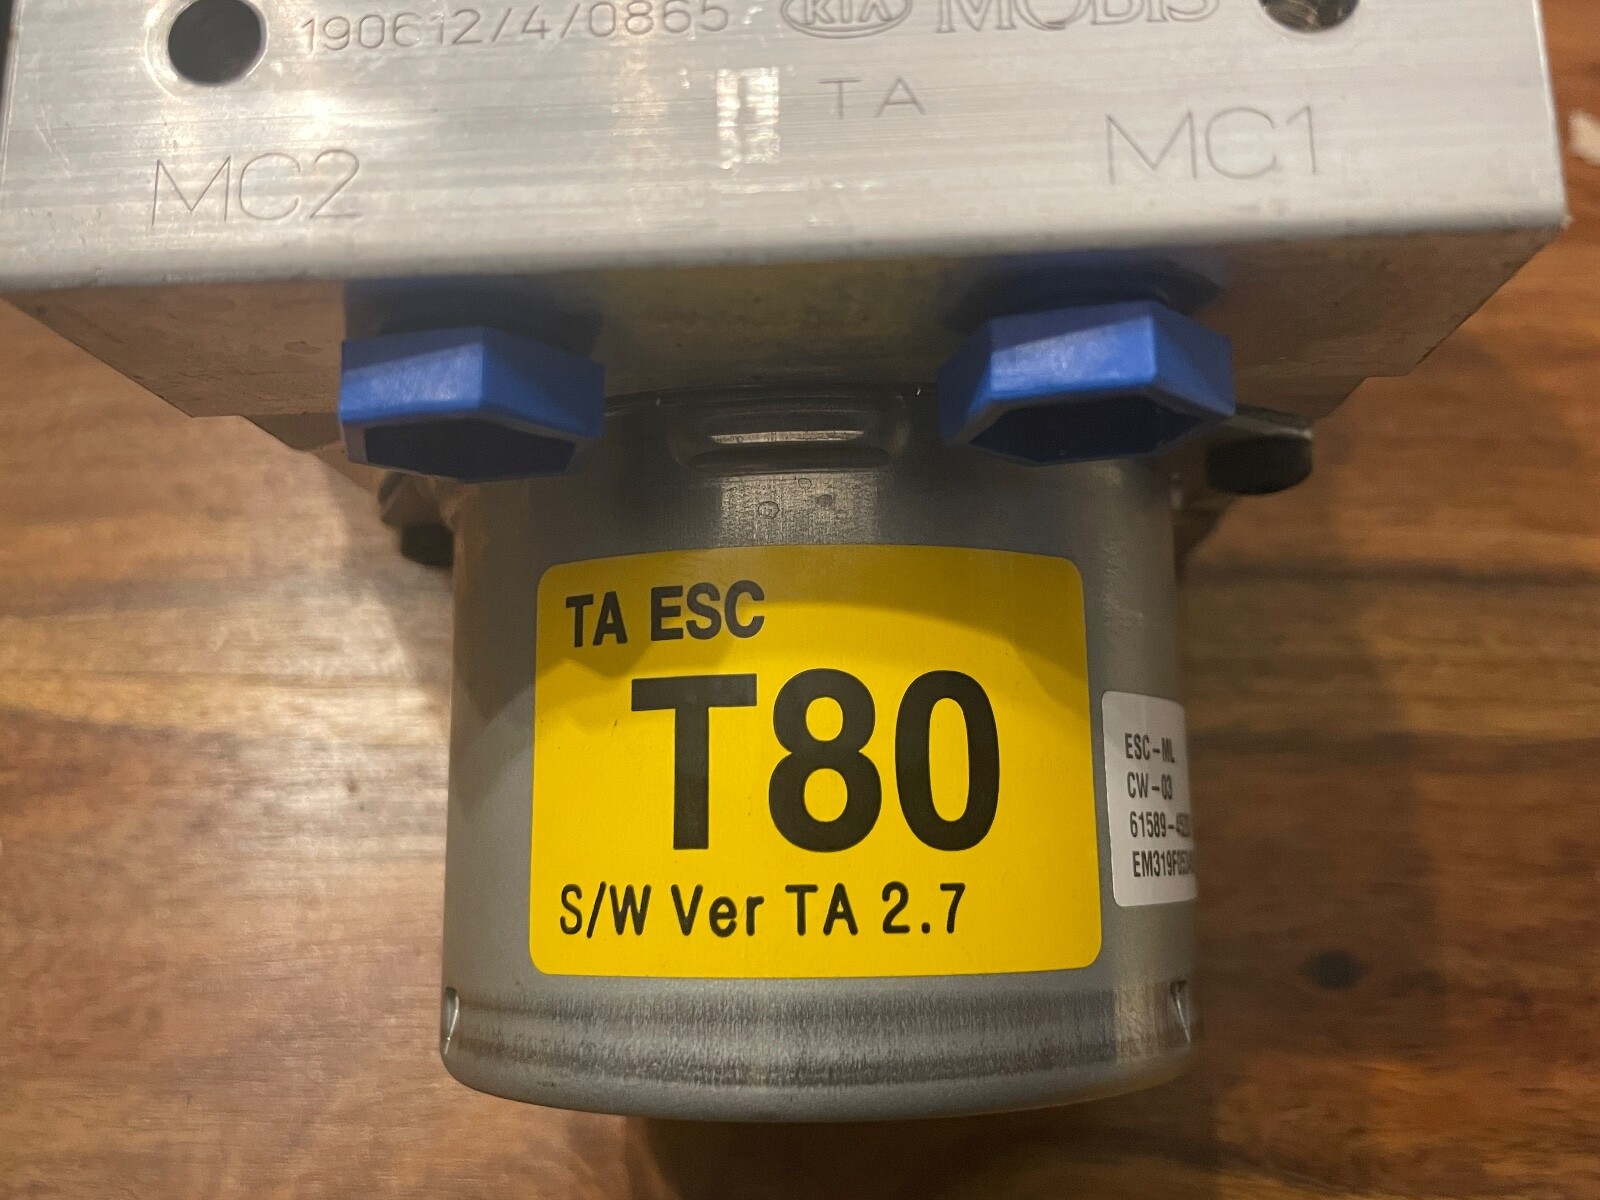 190612/4/0865 KIA MOBIS
TA
MC2 MC1
TA ESC
T80
S/W Ver TA 2.7
ESC-ML
CW-03